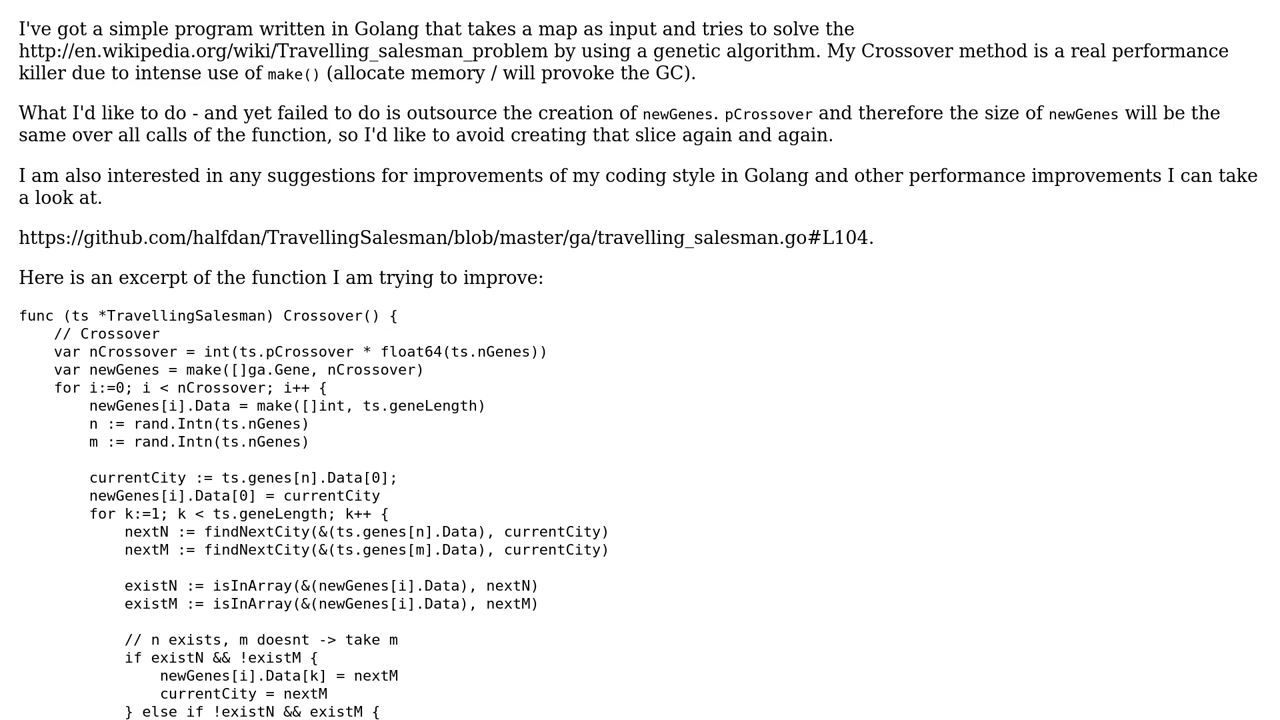 I've got a simple program written in Golang that takes a map as input and tries to solve the
http://en.wikipedia.org/wiki/Travelling_salesman_problem by using a genetic algorithm. My Crossover method is a real performance
killer due to intense use of make() (allocate memory / will provoke the GC).
What I'd like to do - and yet failed to do is outsource the creation of newGenes. pCrossover and therefore the size of newGenes will be the
same over all calls of the function, so I'd like to avoid creating that slice again and again.
I am also interested in any suggestions for improvements of my coding style in Golang and other performance improvements I can take
a look at.
https://github.com/halfdan/TravellingSalesman/blob/master/ga/travelling_salesman.go#L104.
Here is an excerpt of the function I am trying to improve:
func (ts *TravellingSalesman) Crossover() {
    // Crossover
    var nCrossover = int(ts.pCrossover * float64(ts.nGenes))
    var newGenes = make([]ga.Gene, nCrossover)
    for i:=0; i < nCrossover; i++ {
        newGenes[i].Data = make([]int, ts.geneLength)
        n := rand.Intn(ts.nGenes)
        m := rand.Intn(ts.nGenes)
        currentCity := ts.genes[n].Data[0];
        newGenes[i].Data[0] = currentCity
        for k:=1; k < ts.geneLength; k++ {
            nextN := findNextCity(&(ts.genes[n].Data), currentCity)
            nextM := findNextCity(&(ts.genes[m].Data), currentCity)
            existN := isInArray(&(newGenes[i].Data), nextN)
            existM := isInArray(&(newGenes[i].Data), nextM)
            // n exists, m doesnt -> take m
            if existN && !existM {
                newGenes[i].Data[k] = nextM
                currentCity = nextM
            } else if !existN && existM {